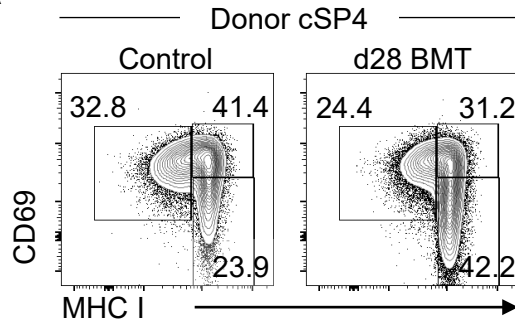 Donor cSP4
Control d28 BMT
32.8 41.4 24.4 31.2
CD69
23.9 42.2
MHC I